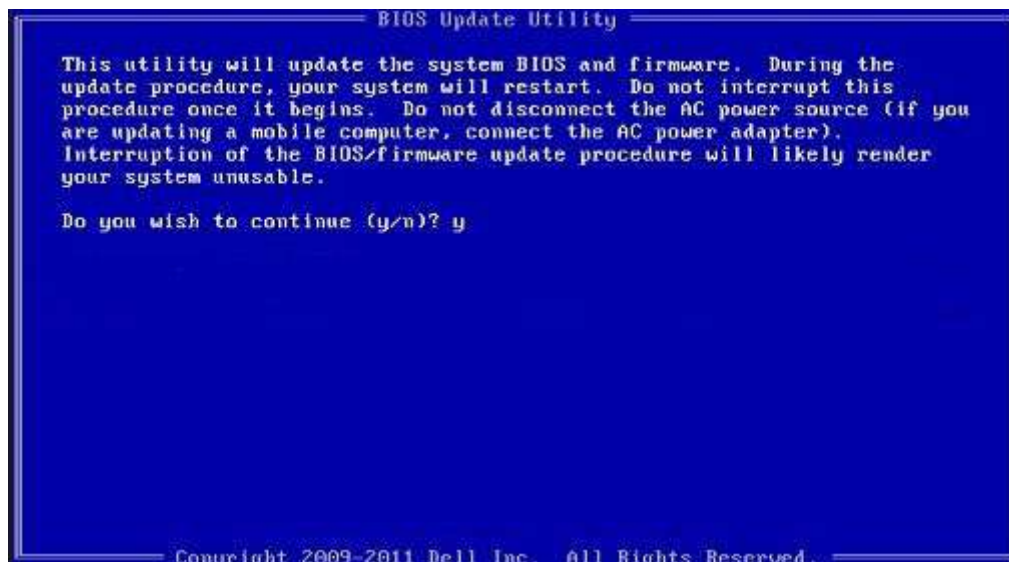 BIOS Update Utility
This utility will update the system BIOS and firmware. During the
update procedure, your system will restart. Do not interrupt this
procedure once it begins. Do not disconnect the AC power source (if you
are updating a mobile computer, connect the AC power adapter).
Interruption of the BIOS/firmware update procedure will likely render
your system unusable.
Do you wish to continue (y/n)? y
Copyright 2009-2011 Dell Inc. All Rights Reserved.